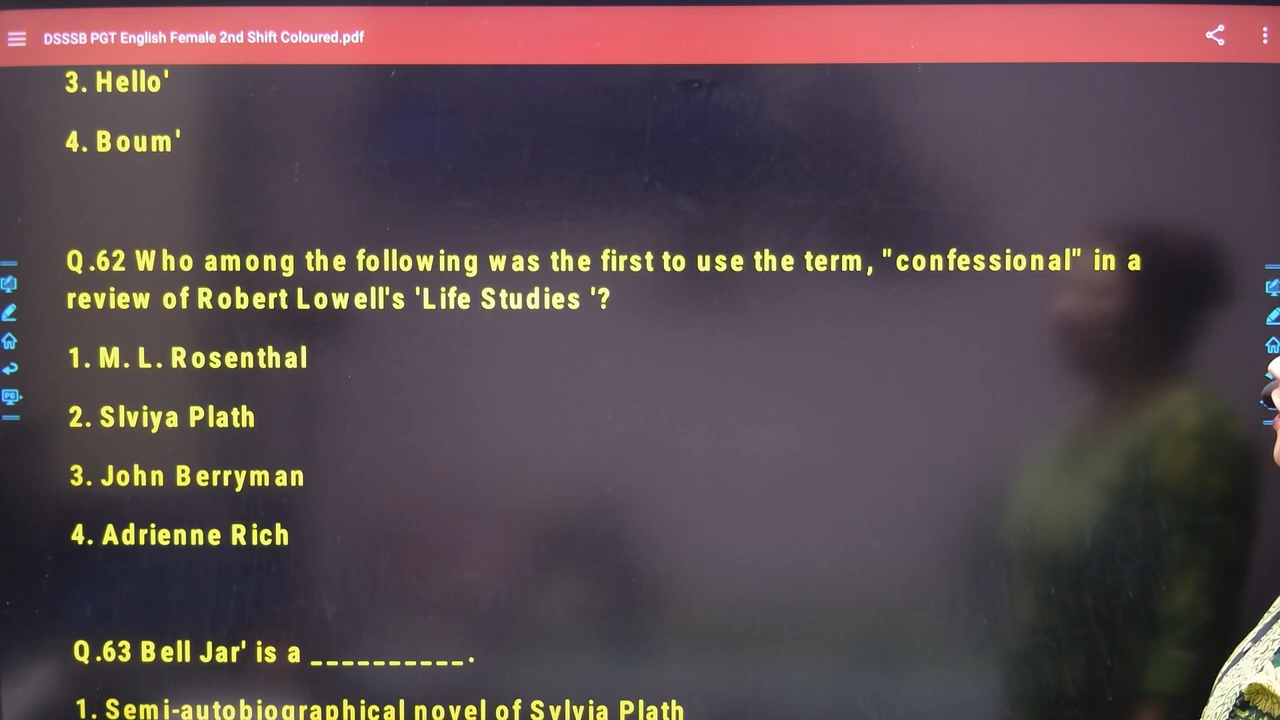 DSSSB PGT English Female 2nd Shift Coloured.pdf
3. Hello'
4. Boum'
Q.62 Who among the following was the first to use the term, "confessional" in a
review of Robert Lowell's 'Life Studies '?
1. M. L. Rosenthal
2. Slviya Plath
3. John Berryman
4. Adrienne Rich
Q.63 Bell Jar' is a __________.
1. Semi-autobiographical novel of Sylvia Plath